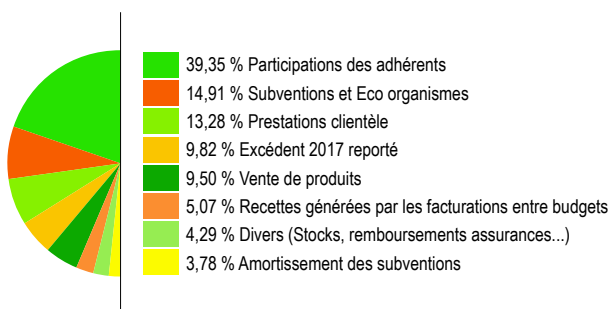 39,35 % Participations des adhérents
14,91 % Subventions et Eco organismes
13,28 % Prestations clientèle
9,82 % Excédent 2017 reporté
9,50 % Vente de produits
5,07 % Recettes générées par les facturations entre budgets
4,29 % Divers (Stocks, remboursements assurances...)
3,78 % Amortissement des subventions